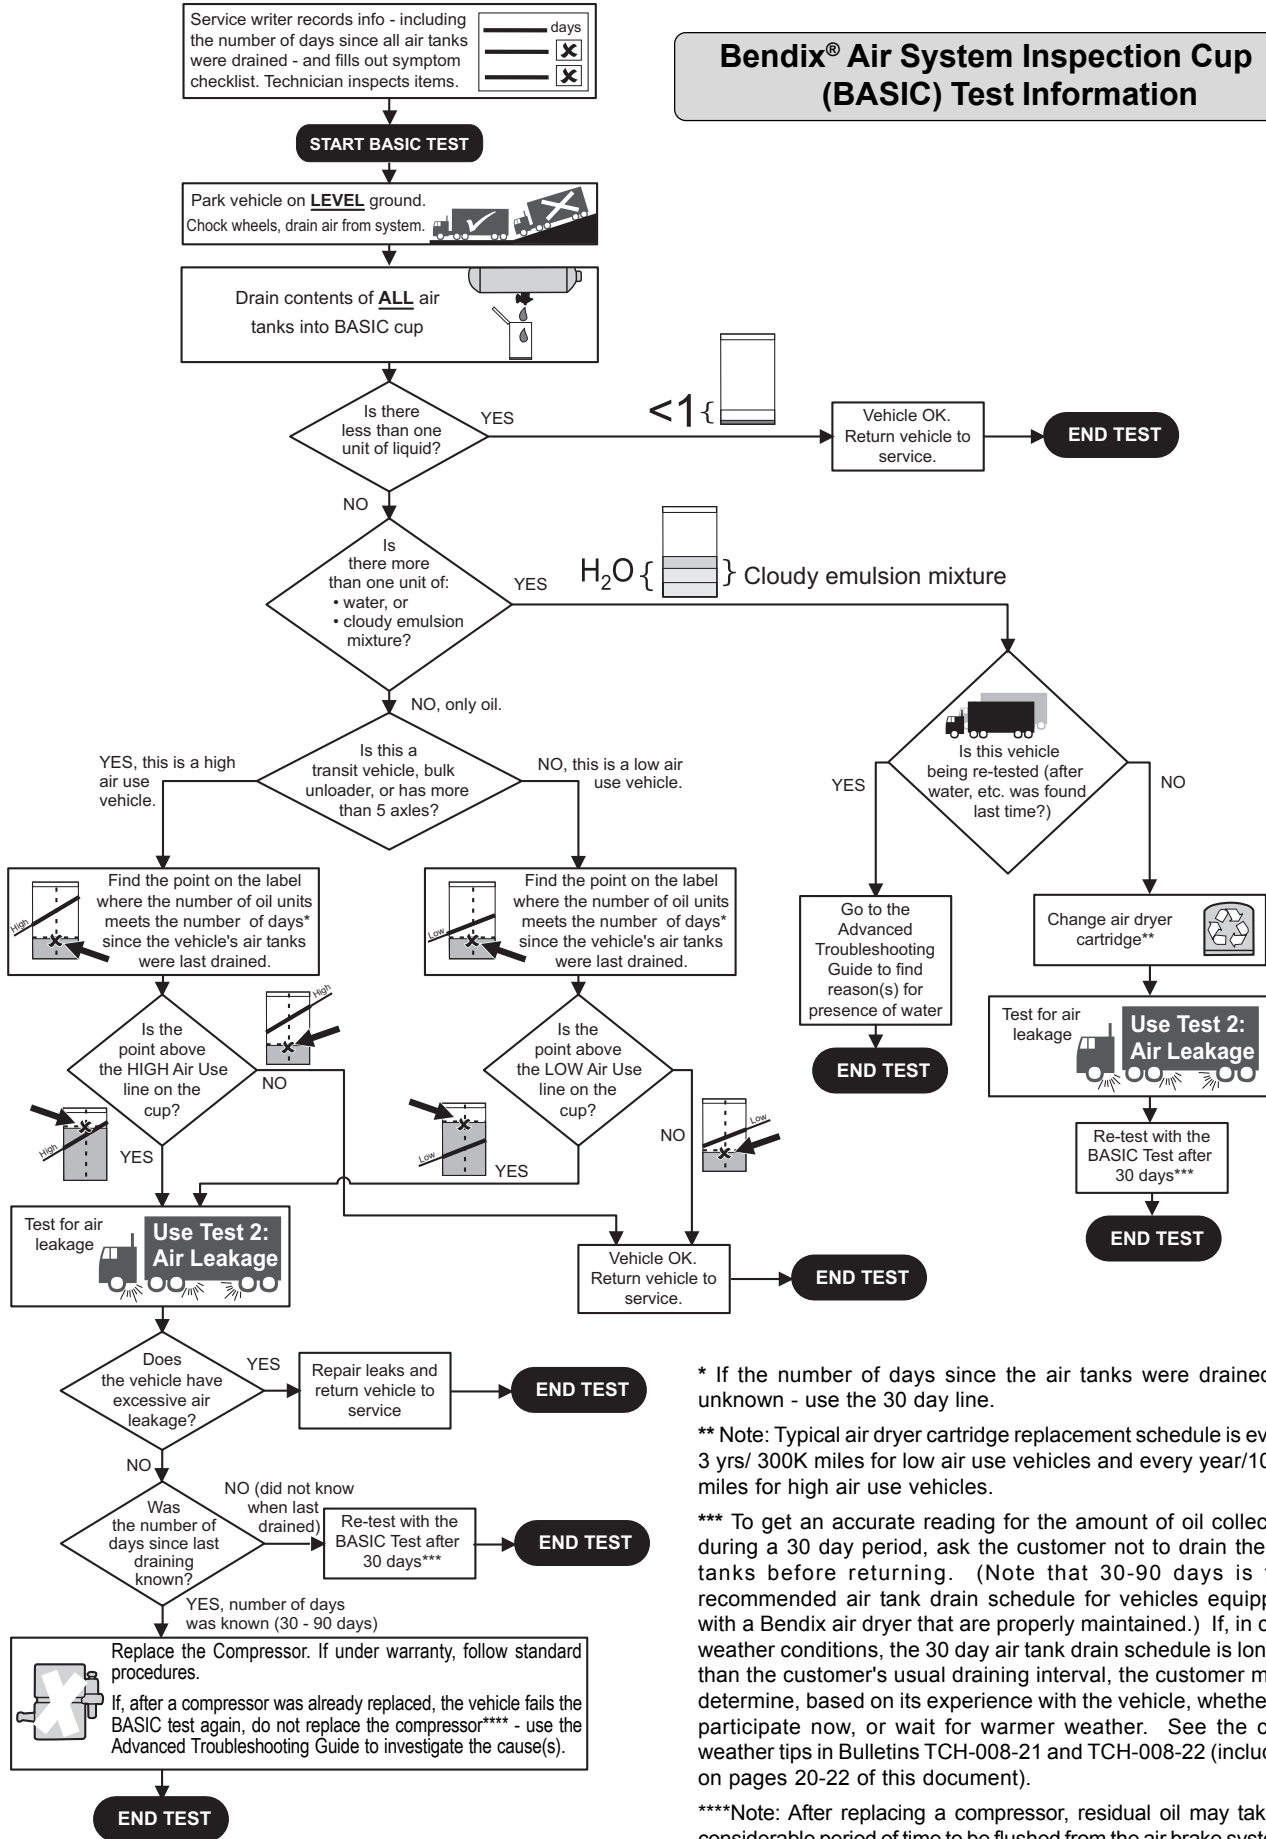 Service writer records info - including
the number of days since all air tanks
were drained - and fills out symptom
checklist. Technician inspects items.
days
Bendix® Air System Inspection Cup
(BASIC) Test Information
START BASIC TEST
Park vehicle on LEVEL ground.
Chock wheels, drain air from system.
Drain contents of ALL air
tanks into BASIC cup
Is there
less than one
unit of liquid?
YES
<1 {
Vehicle OK.
Return vehicle to
service.
END TEST
NO
Is
there more
than one unit of:
• water, or
• cloudy emulsion
mixture?
YES
H₂O { } Cloudy emulsion mixture
NO, only oil.
Is this a
transit vehicle, bulk
unloader, or has more
than 5 axles?
YES, this is a high
air use
vehicle.
NO, this is a low air
use vehicle.
Is this vehicle
being re-tested (after
water, etc. was found
last time?)
YES
NO
High
Find the point on the label
where the number of oil units
meets the number of days*
since the vehicle's air tanks
were last drained.
Low
Find the point on the label
where the number of oil units
meets the number of days*
since the vehicle's air tanks
were last drained.
Go to the
Advanced
Troubleshooting
Guide to find
reason(s) for
presence of water
END TEST
Change air dryer
cartridge**
Test for air
leakage
Use Test 2:
Air Leakage
Re-test with the
BASIC Test after
30 days***
END TEST
Is the
point above
the HIGH Air Use
line on the
cup?
High
NO
High
YES
Is the
point above
the LOW Air Use
line on the
cup?
Low
YES
NO
Low
Test for air
leakage
Use Test 2:
Air Leakage
Vehicle OK.
Return vehicle to
service.
END TEST
Does
the vehicle have
excessive air
leakage?
YES
Repair leaks and
return vehicle to
service
END TEST
NO
Was
the number of
days since last
draining
known?
NO (did not know
when last
drained)
Re-test with the
BASIC Test after
30 days***
END TEST
YES, number of days
was known (30 - 90 days)
Replace the Compressor. If under warranty, follow standard
procedures.
If, after a compressor was already replaced, the vehicle fails the
BASIC test again, do not replace the compressor**** - use the
Advanced Troubleshooting Guide to investigate the cause(s).
END TEST
* If the number of days since the air tanks were drained
unknown - use the 30 day line.
** Note: Typical air dryer cartridge replacement schedule is
3 yrs/ 300K miles for low air use vehicles and every
miles for high air use vehicles.
*** To get an accurate reading for the amount of oil
during a 30 day period, ask the customer not to drain the
tanks before returning. (Note that 30-90 days is
recommended air tank drain schedule for vehicles
with a Bendix air dryer that are properly maintained.) If, in
weather conditions, the 30 day air tank drain schedule is
than the customer's usual draining interval, the customer
determine, based on its experience with the vehicle, whether
participate now, or wait for warmer weather. See the
weather tips in Bulletins TCH-008-21 and TCH-008-22
on pages 20-22 of this document).
****Note: After replacing a compressor, residual oil may
considerable period of time to be flushed from the air brake